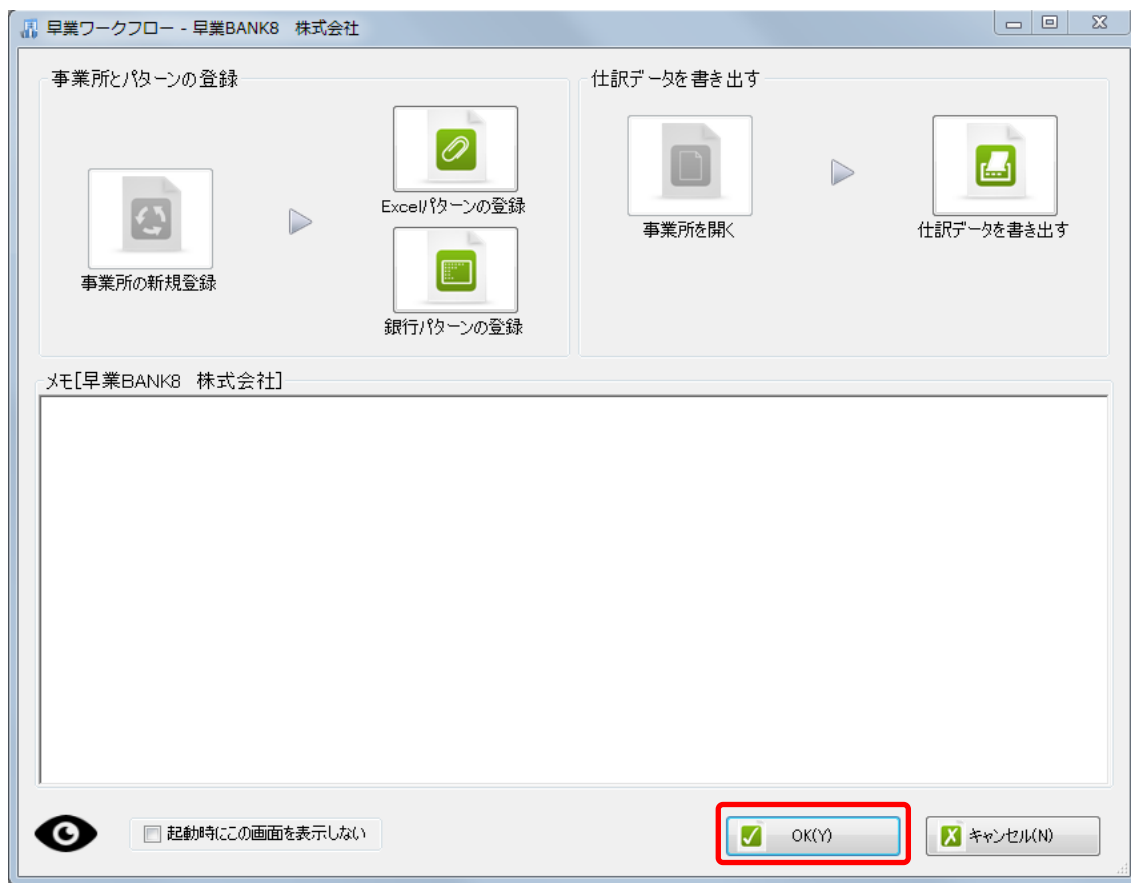 早業ワークフロー - 早業BANK8　株式会社
事業所とパターンの登録
事業所の新規登録
Excelパターンの登録
銀行パターンの登録
仕訳データを書き出す
事業所を開く
仕訳データを書き出す
メモ[早業BANK8　株式会社]
起動時にこの画面を表示しない
OK(Y)
キャンセル(N)